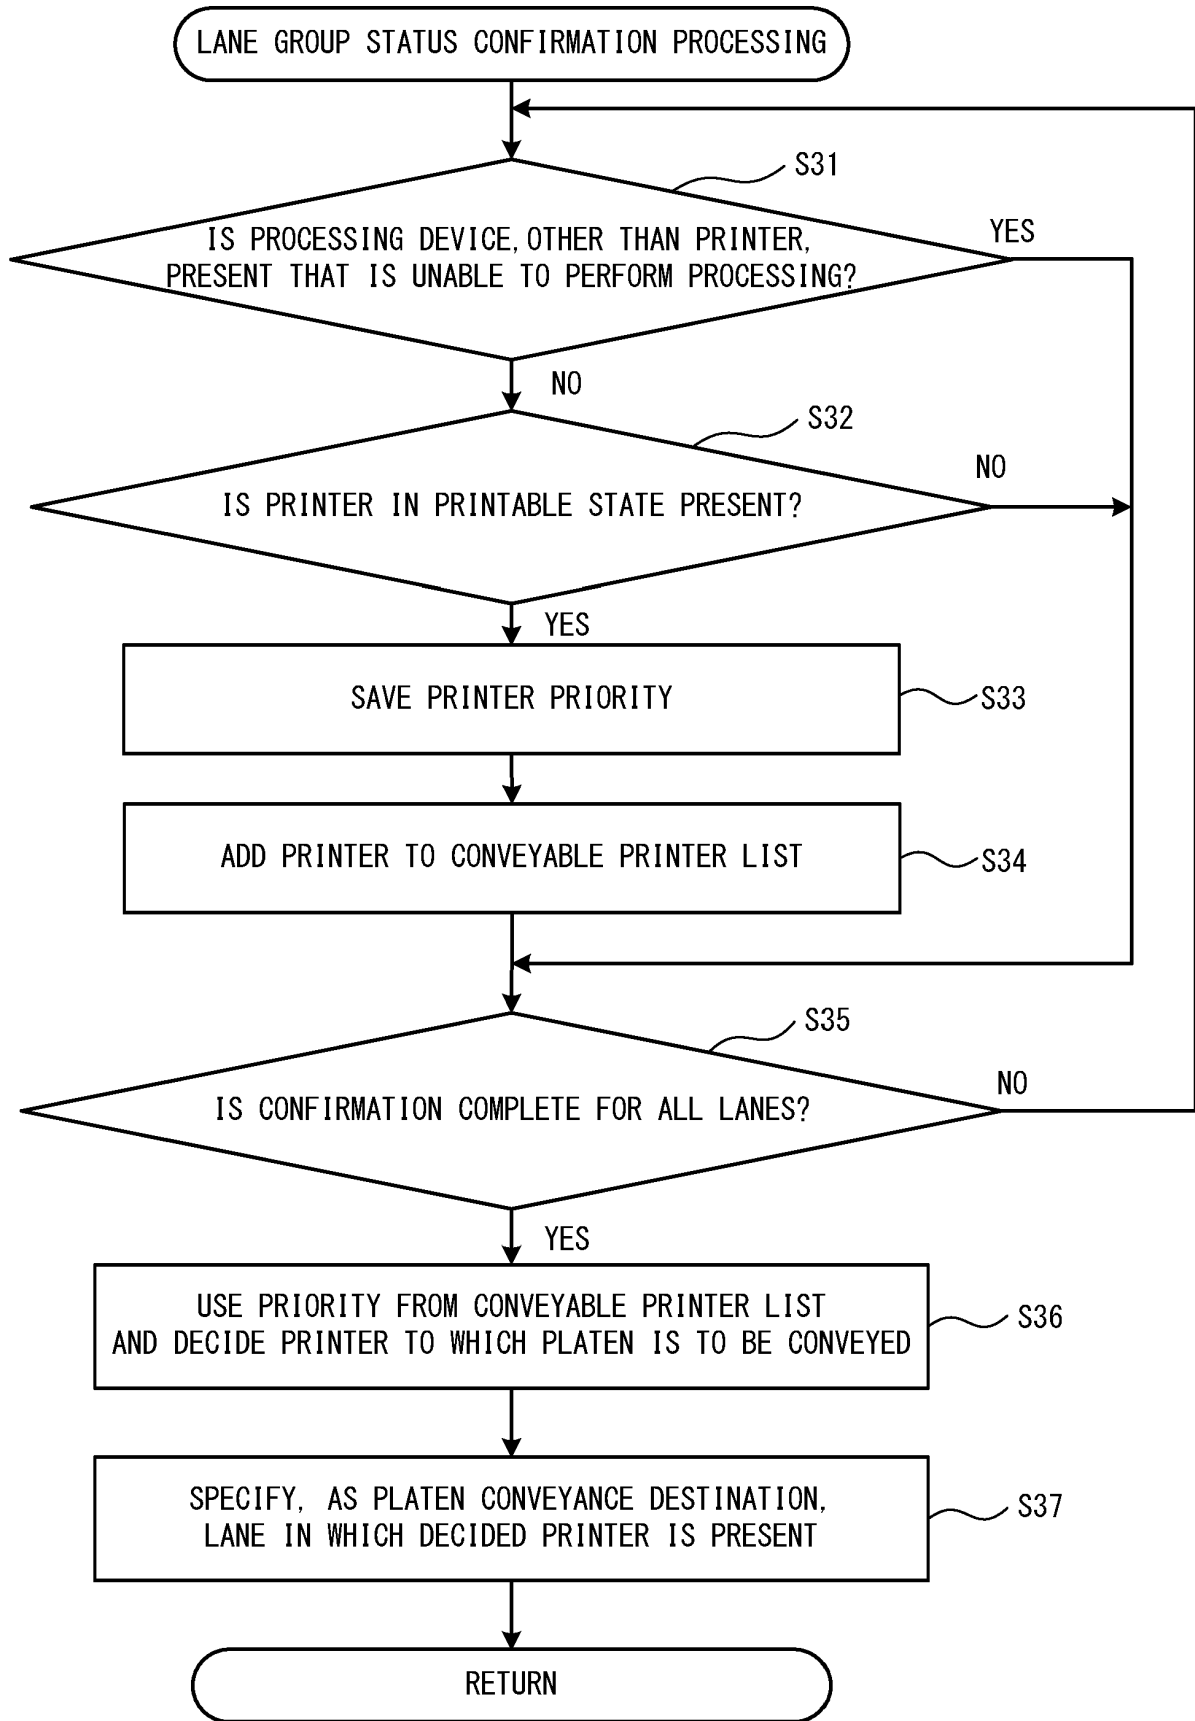 LANE GROUP STATUS CONFIRMATION PROCESSING
S31
IS PROCESSING DEVICE, OTHER THAN PRINTER,
PRESENT THAT IS UNABLE TO PERFORM PROCESSING?
YES
NO
S32
IS PRINTER IN PRINTABLE STATE PRESENT?
NO
YES
SAVE PRINTER PRIORITY
S33
ADD PRINTER TO CONVEYABLE PRINTER LIST
S34
S35
IS CONFIRMATION COMPLETE FOR ALL LANES?
NO
YES
USE PRIORITY FROM CONVEYABLE PRINTER LIST
AND DECIDE PRINTER TO WHICH PLATEN IS TO BE CONVEYED
S36
SPECIFY, AS PLATEN CONVEYANCE DESTINATION,
LANE IN WHICH DECIDED PRINTER IS PRESENT
S37
RETURN